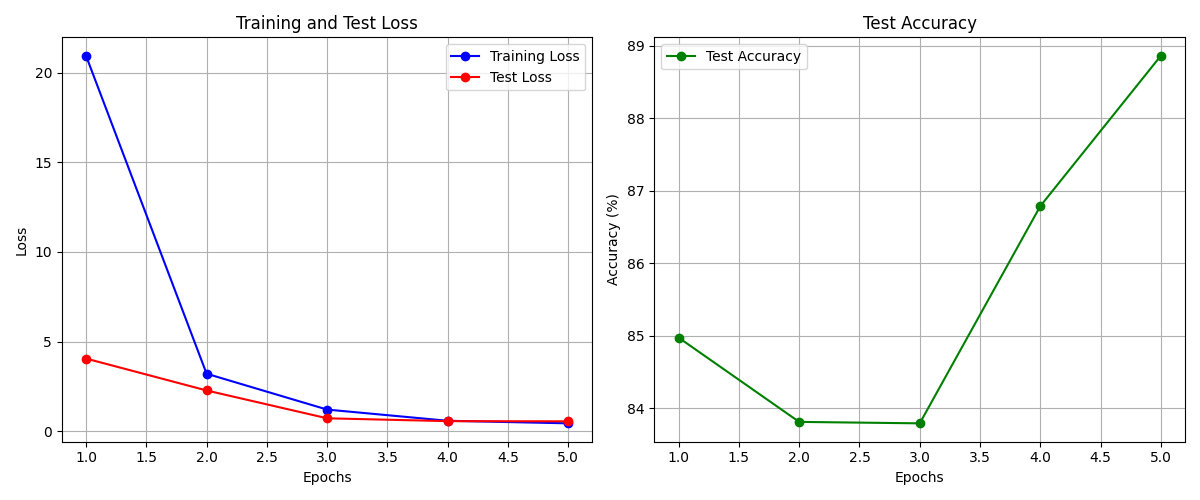 Training and Test Loss
Training Loss
Test Loss
20
15
10
5
0
Loss
1.0 1.5 2.0 2.5 3.0 3.5 4.0 4.5 5.0
Epochs
Test Accuracy
Test Accuracy
89
88
87
86
85
84
Accuracy (%)
1.0 1.5 2.0 2.5 3.0 3.5 4.0 4.5 5.0
Epochs